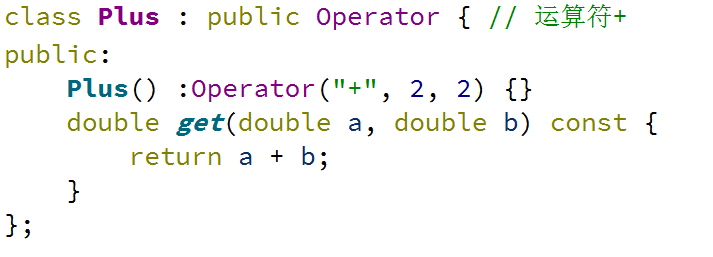 class Plus : public Operator { // 运算符+
public:
    Plus() :Operator("+", 2, 2) {}
    double get(double a, double b) const {
        return a + b;
    }
};